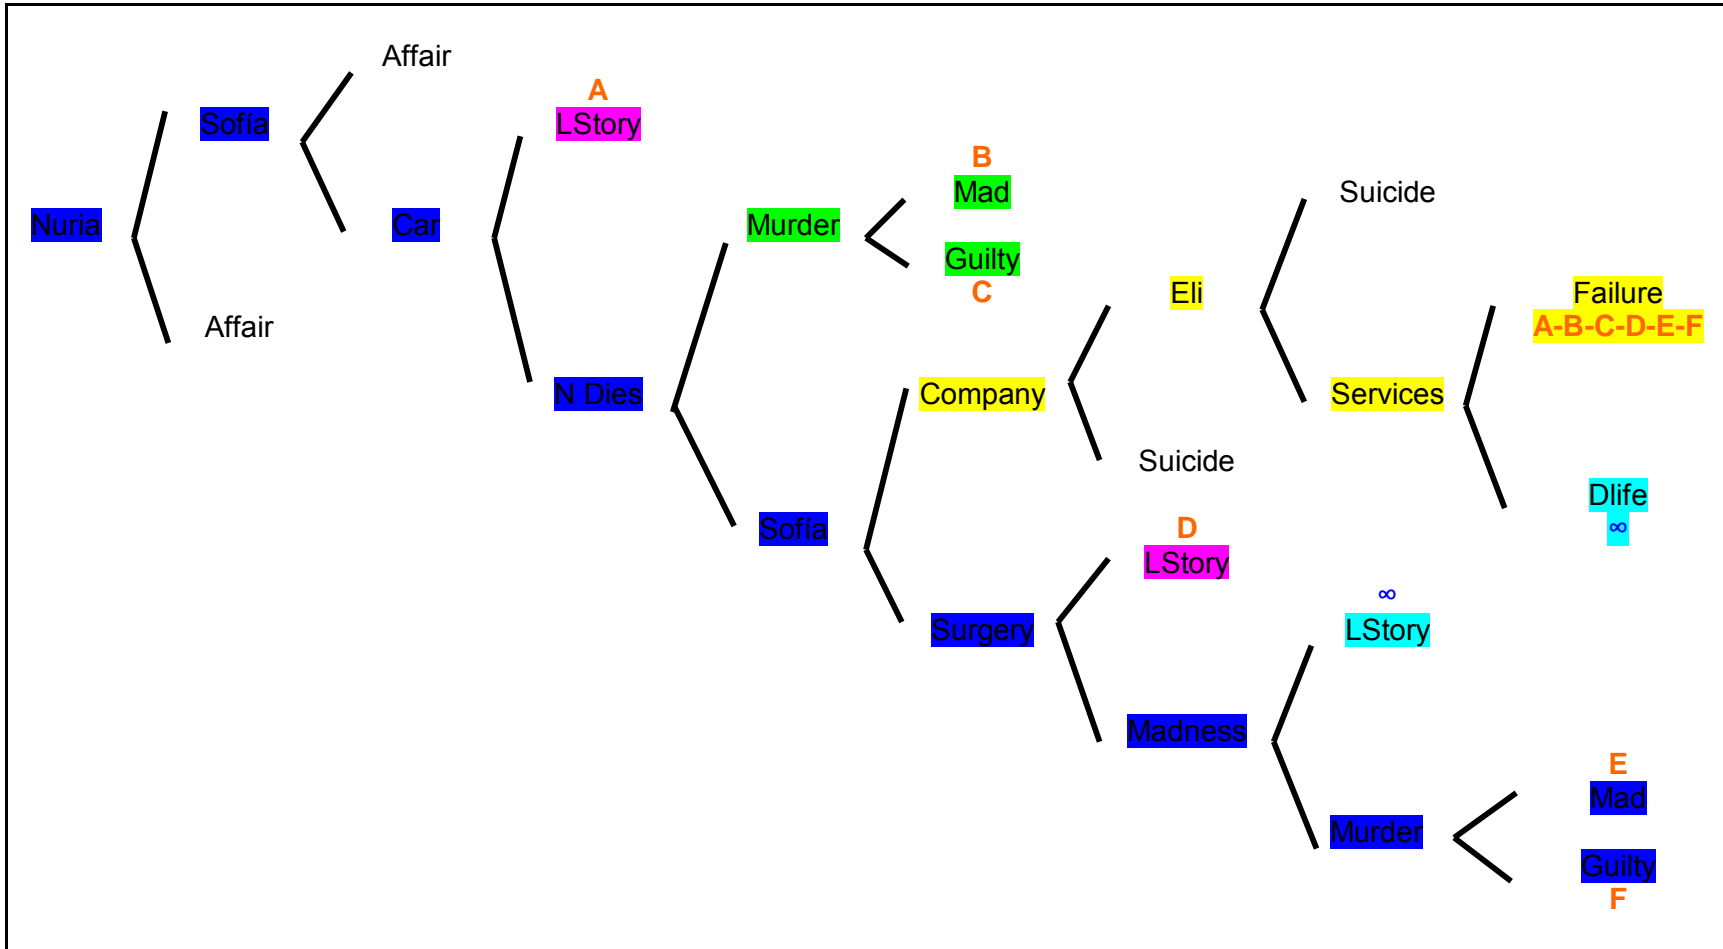 Affair
A
Sofía
LStory
B
Mad
Suicide
Nuria
Car
Murder
Guilty
C
Eli
Failure
A-B-C-D-E-F
Affair
N Dies
Company
Services
Suicide
Dlife
∞
Sofía
D
LStory
∞
Surgery
LStory
Madness
E
Mad
Murder
Guilty
F